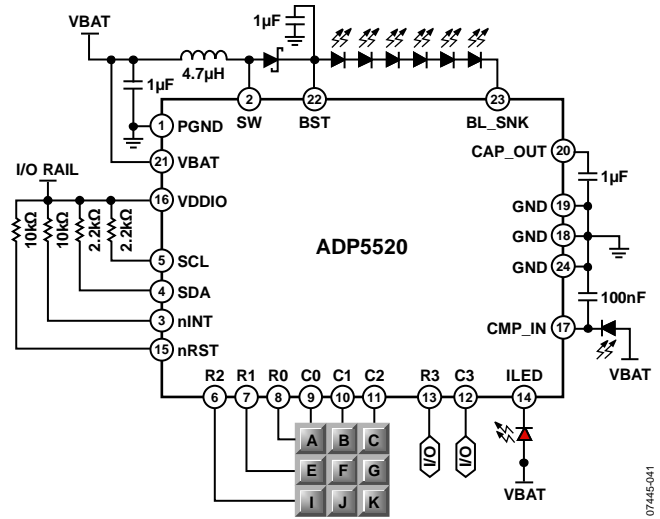 VBAT
1µF
4.7µH
1µF
2
22
23
SW
BST
BL_SNK
1
PGND
20
CAP_OUT
21
VBAT
1µF
I/O RAIL
16
VDDIO
GND
19
10kΩ
10kΩ
2.2kΩ
2.2kΩ
GND
18
ADP5520
5
SCL
GND
24
4
SDA
100nF
3
nINT
CMP_IN
17
15
nRST
VBAT
R2
R1
R0
C0
C1
C2
R3
C3
ILED
6
7
8
9
10
11
13
12
14
A
B
C
I/O
I/O
E
F
G
I
J
K
VBAT
07445-041